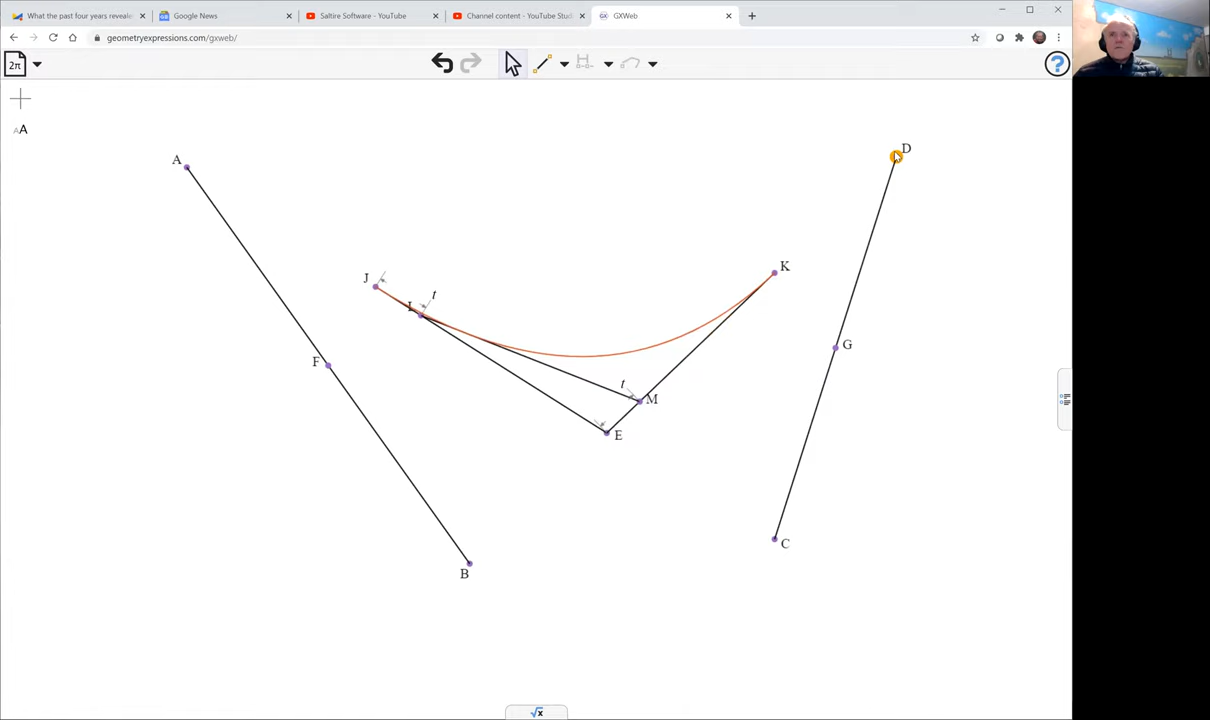 What the past four years reveale
Google News
Saltire Software - YouTube
Channel content - YouTube Stud
GXWeb
geometryexpressions.com/gxweb/
2π
?
AA
A
D
J
K
L
t
F
G
t
M
E
C
B
√x